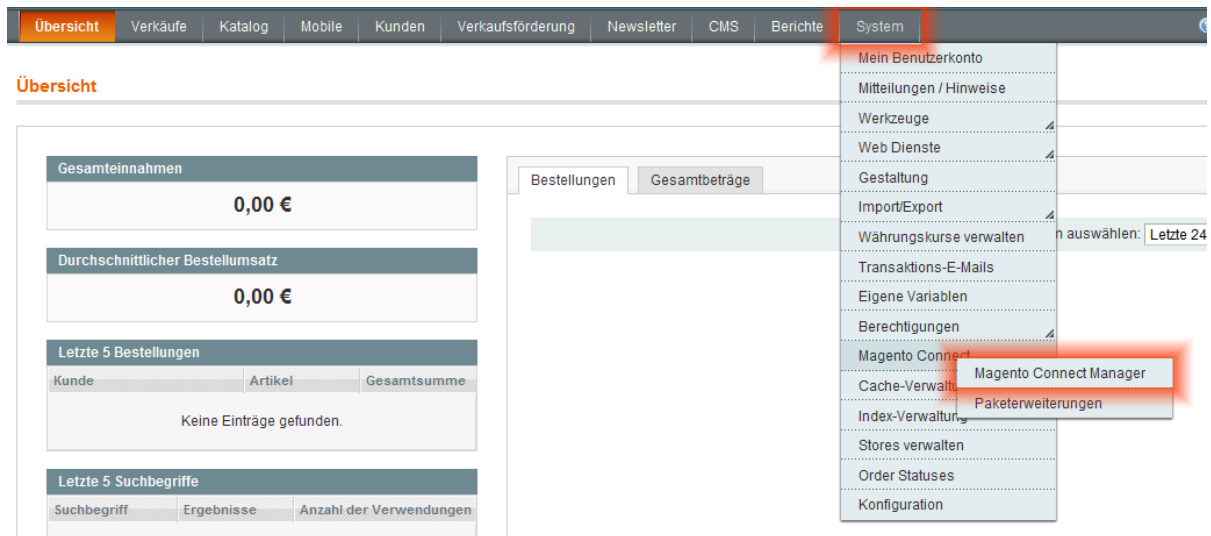 Übersicht Verkäufe Katalog Mobile Kunden Verkaufsförderung Newsletter CMS Berichte System
Mein Benutzerkonto
Mitteilungen / Hinweise
Werkzeuge
Web Dienste
Gestaltung
Import/Export
Währungskurse verwalten
Transaktions-E-Mails
Eigene Variablen
Berechtigungen
Magento Connect
Magento Connect Manager
Paketerweiterungen
Index-Verwaltung
Stores verwalten
Order Statuses
Konfiguration
Übersicht
Gesamteinnahmen
0,00 €
Durchschnittlicher Bestellumsatz
0,00 €
Letzte 5 Bestellungen
Kunde Artikel Gesamtsumme
Keine Einträge gefunden.
Letzte 5 Suchbegriffe
Suchbegriff Ergebnisse Anzahl der Verwendungen
Bestellungen Gesamtbeträge
auswählen: Letzte 24